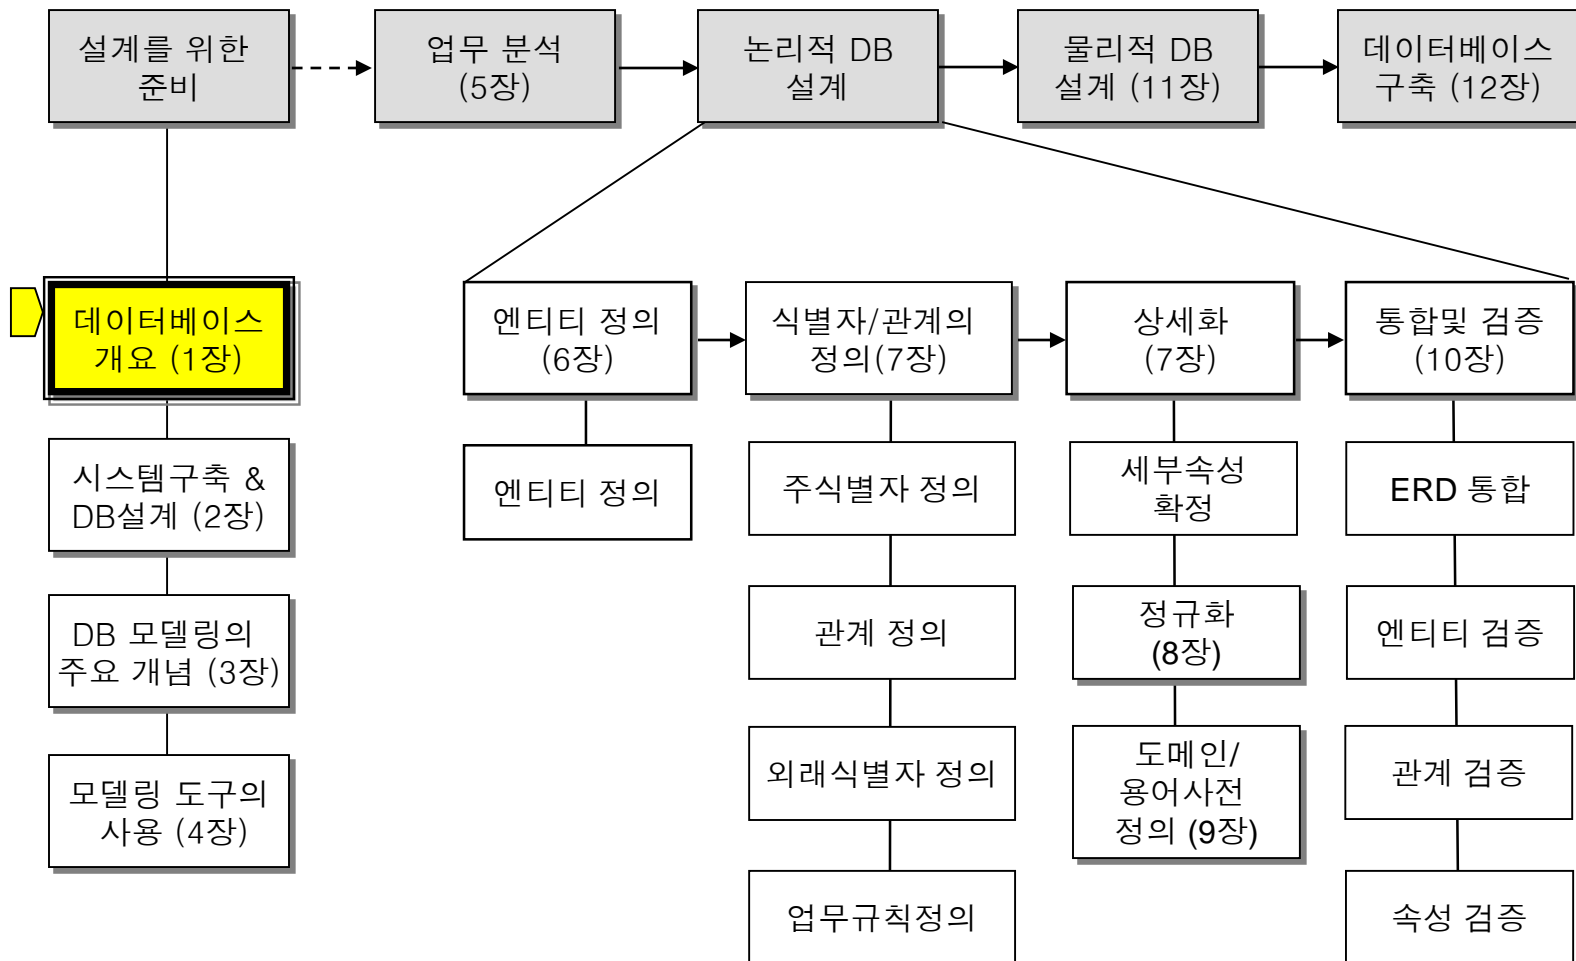 설계를 위한
준비
업무 분석
(5장)
논리적 DB
설계
물리적 DB
설계 (11장)
데이터베이스
구축 (12장)
데이터베이스
개요 (1장)
엔티티 정의
(6장)
식별자/관계의
정의(7장)
상세화
(7장)
통합및 검증
(10장)
시스템구축 &
DB설계 (2장)
엔티티 정의
주식별자 정의
세부속성
확정
ERD 통합
DB 모델링의
주요 개념 (3장)
관계 정의
정규화
(8장)
엔티티 검증
모델링 도구의
사용 (4장)
외래식별자 정의
도메인/
용어사전
정의 (9장)
관계 검증
업무규칙정의
속성 검증